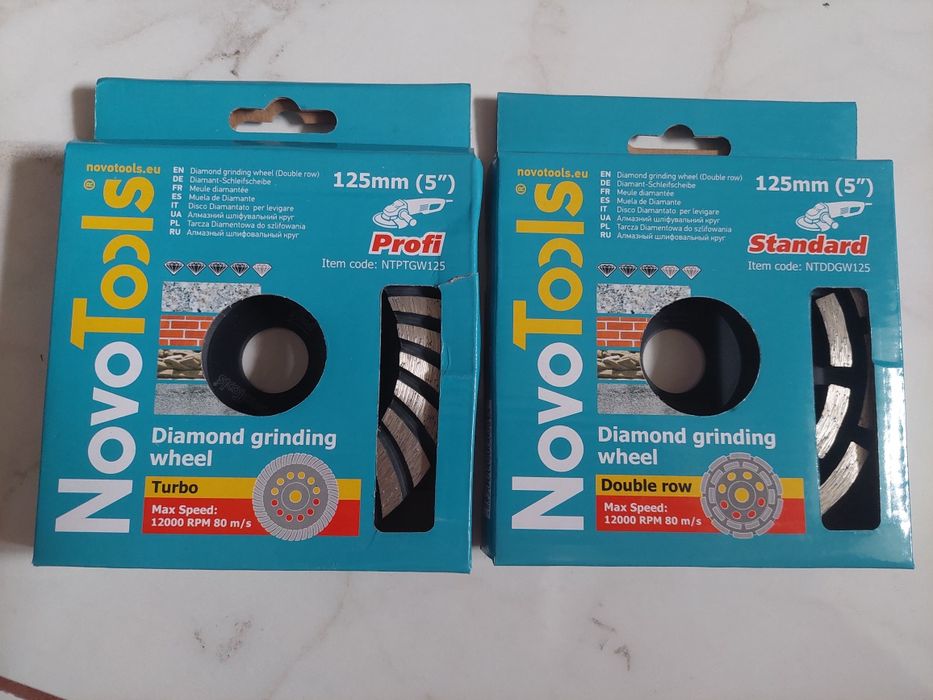 novotools.eu
NovoTools®
EN Diamond grinding wheel (Double row)
DE Diamant-Schleifscheibe
FR Meule diamantée
ES Muela de Diamante
IT Disco Diamantato per levigare
UA Алмазний шліфувальний круг
PL Tarcza Diamentowa do szlifowania
RU Алмазный шлифовальный круг
125mm (5”)
Profi
Item code: NTPTGW125
Diamond grinding
wheel
Turbo
Max Speed:
12000 RPM 80 m/s
novotools.eu
NovoTools®
EN Diamond grinding wheel (Double row)
DE Diamant-Schleifscheibe
FR Meule diamantée
ES Muela de Diamante
IT Disco Diamantato per levigare
UA Алмазний шліфувальний круг
PL Tarcza Diamentowa do szlifowania
RU Алмазный шлифовальный круг
125mm (5”)
Standard
Item code: NTDDGW125
Diamond grinding
wheel
Double row
Max Speed:
12000 RPM 80 m/s